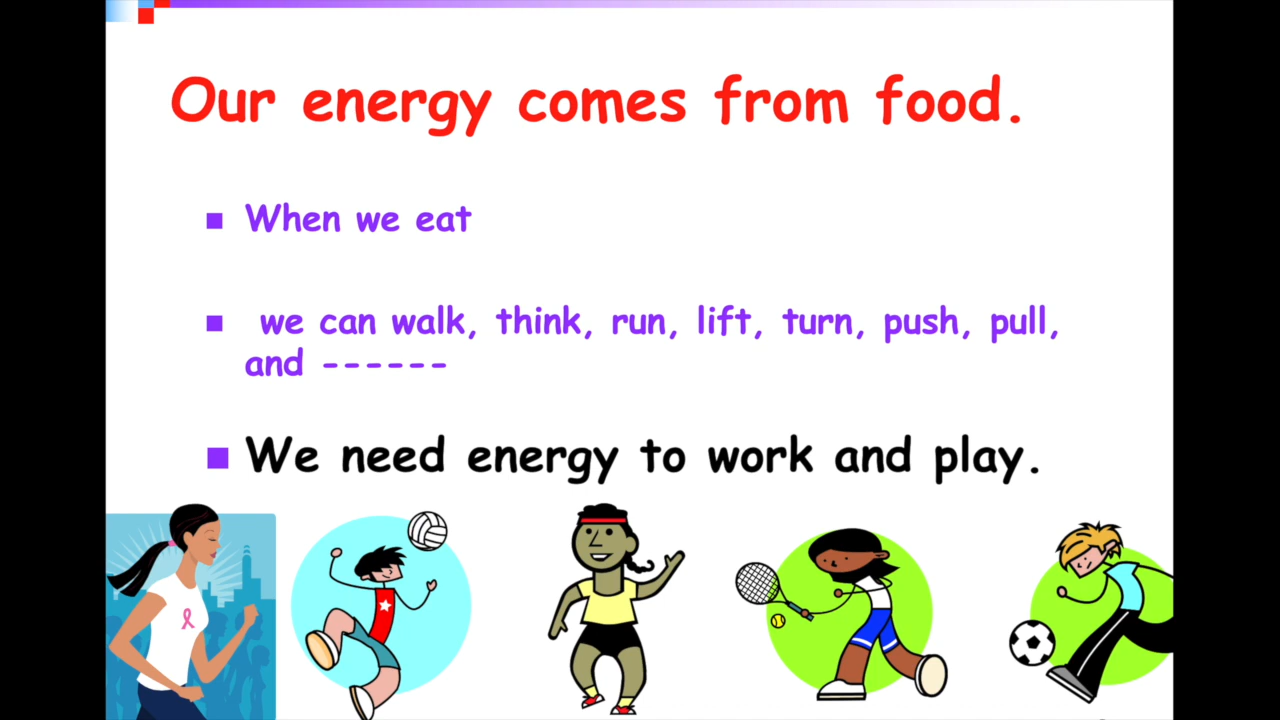 Our energy comes from food.
When we eat
we can walk, think, run, lift, turn, push, pull,
and ------
We need energy to work and play.